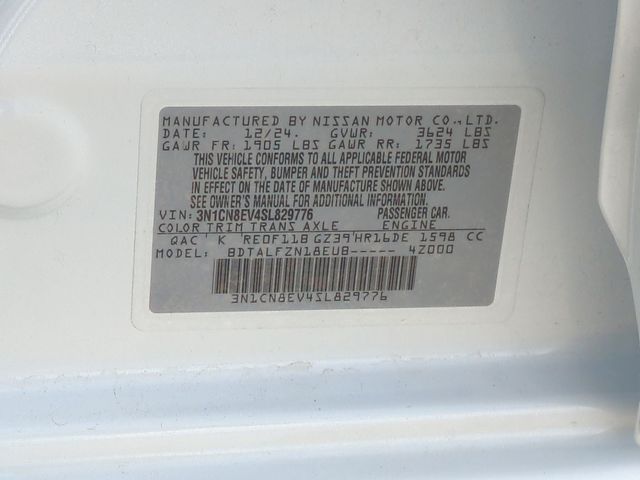 MANUFACTURED BY NISSAN MOTOR CO.,LTD.
DATE: 12/24. GVWR: 3624 LBS
GAWR FR: 1905 LBS GAWR RR: 1735 LBS
THIS VEHICLE CONFORMS TO ALL APPLICABLE FEDERAL MOTOR
VEHICLE SAFETY, BUMPER AND THEFT PREVENTION STANDARDS
IN EFFECT ON THE DATE OF MANUFACTURE SHOWN ABOVE.
SEE OWNER'S MANUAL FOR ADDITIONAL INFORMATION.
VIN: 3N1CN8EV4SL829776 PASSENGER CAR.
COLOR TRIM TRANS AXLE ENGINE
QAC K RE0F11B GZ39 HR16DE 1598 CC
MODEL: BDTALFZN18EUB----- 4Z000
3N1CN8EV4SL829776